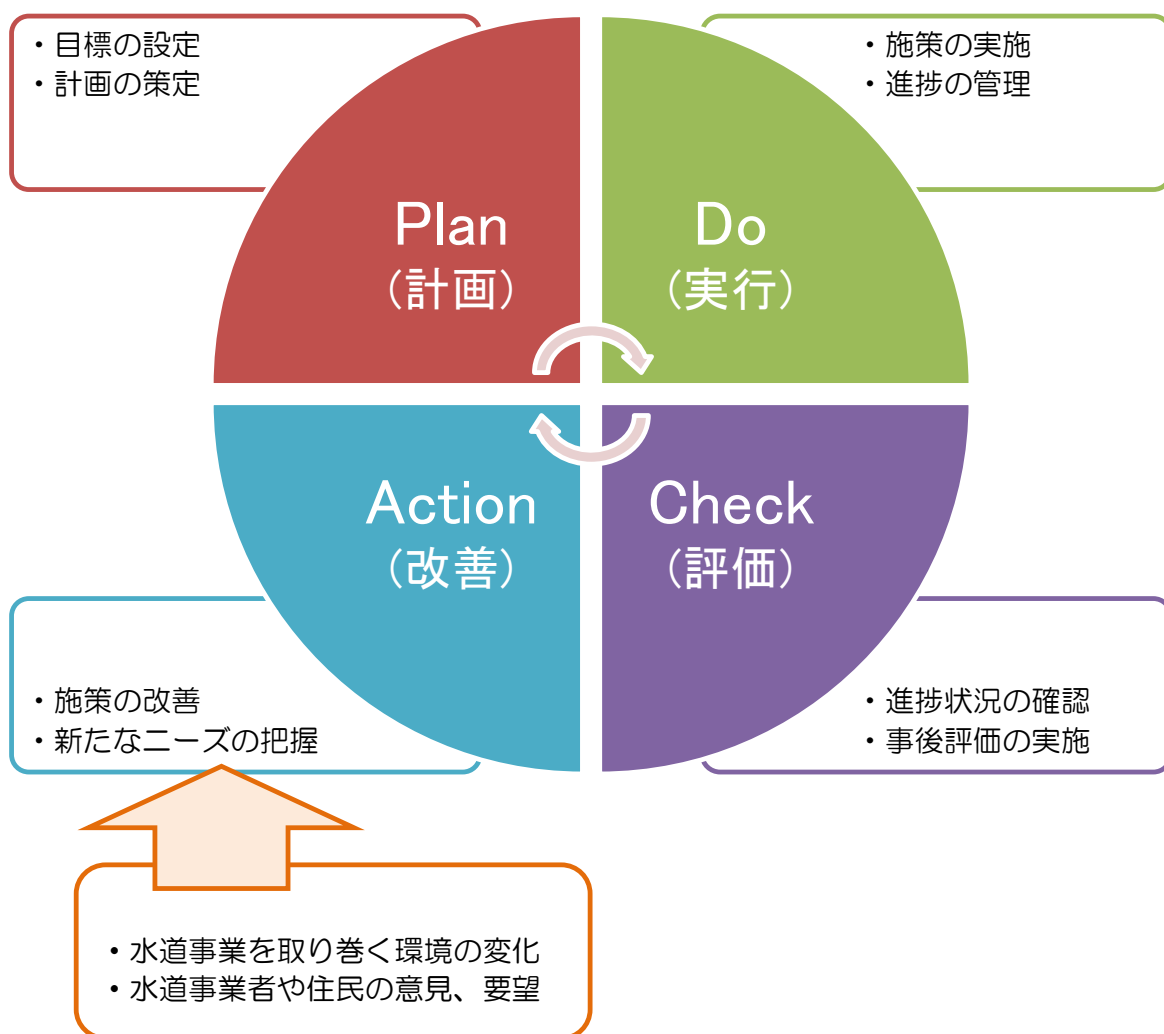 ・目標の設定
・計画の策定
・施策の実施
・進捗の管理
Plan
（計画）
Do
（実行）
Action
（改善）
Check
（評価）
・施策の改善
・新たなニーズの把握
・進捗状況の確認
・事後評価の実施
・水道事業を取り巻く環境の変化
・水道事業者や住民の意見、要望